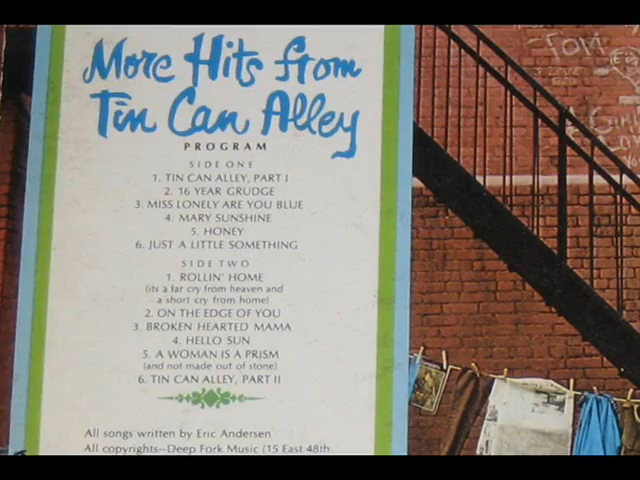 More Hits from
Tin Can Alley
PROGRAM
SIDE ONE
1. TIN CAN ALLEY, PART I
2. 16 YEAR GRUDGE
3. MISS LONELY ARE YOU BLUE
4. MARY SUNSHINE
5. HONEY
6. JUST A LITTLE SOMETHING
SIDE TWO
1. ROLLIN' HOME
(its a far cry from heaven and
a short cry from home)
2. ON THE EDGE OF YOU
3. BROKEN HEARTED MAMA
4. HELLO SUN
5. A WOMAN IS A PRISM
(and not made out of stone)
6. TIN CAN ALLEY, PART II
All songs written by Eric Andersen
All copyrights—Deep Fork Music (15 East 48th
TOM